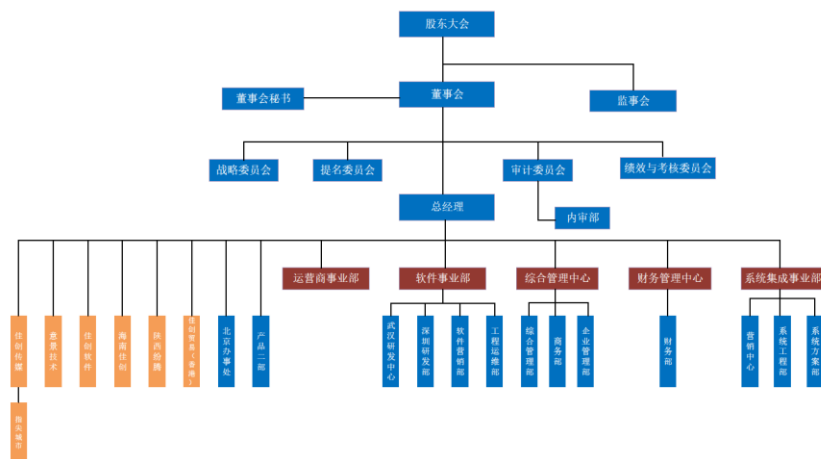 股东大会
董事会秘书
董事会
监事会
战略委员会
提名委员会
审计委员会
绩效与考核委员会
总经理
内审部
运营商事业部
软件事业部
综合管理中心
财务管理中心
系统集成事业部
佳创传媒
意景技术
佳创软件
海南佳创
陕西盼腾
佳创贸易（香港）
北京办事处
产品二部
武汉研发中心
深圳研发部
软件营销部
工程运维部
综合管理部
商务部
企业管理部
财务部
营销中心
系统工程部
系统方案部
指尖城市